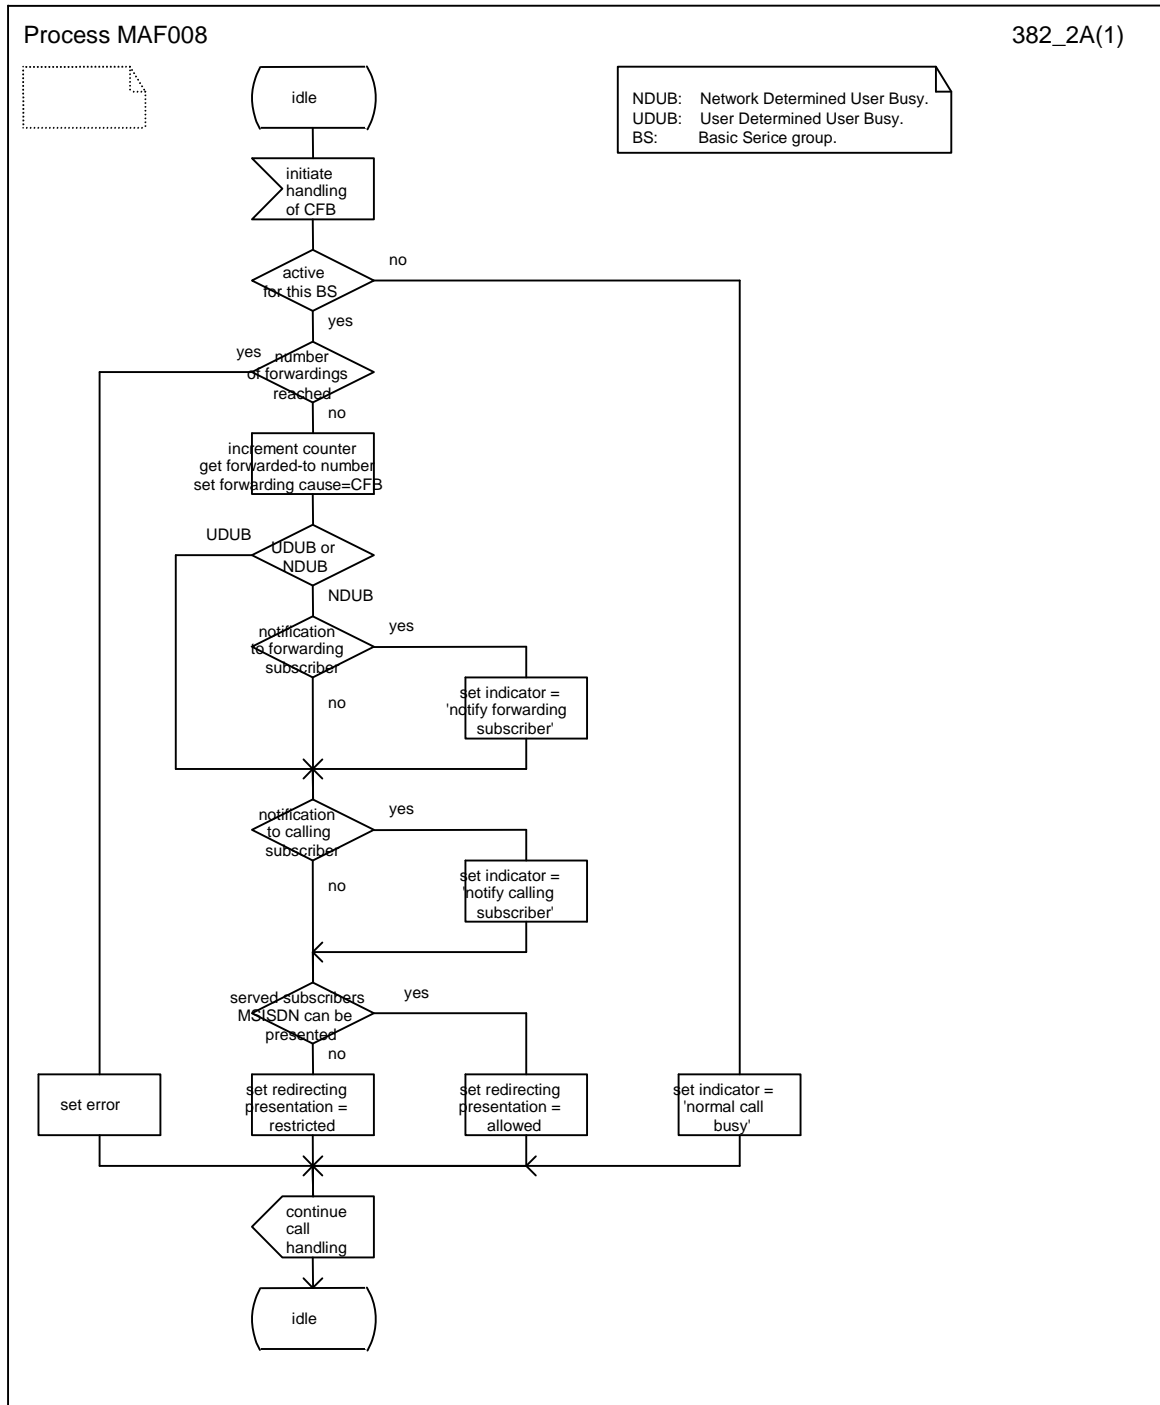 Process MAF008
382_2A(1)
idle
NDUB: Network Determined User Busy.
UDUB: User Determined User Busy.
BS: Basic Serice group.
initiate
handling
of CFB
no
active
for this BS
yes
yes
number
of forwardings
reached
no
increment counter
get forwarded-to number
set forwarding cause=CFB
UDUB
UDUB or
NDUB
NDUB
notification
to forwarding
subscriber
yes
no
set indicator =
'notify forwarding
subscriber'
notification
to calling
subscriber
yes
no
set indicator =
'notify calling
subscriber'
served subscribers
MSISDN can be
presented
yes
no
set error
set redirecting
presentation =
restricted
set redirecting
presentation =
allowed
set indicator =
'normal call
busy'
continue
call
handling
idle